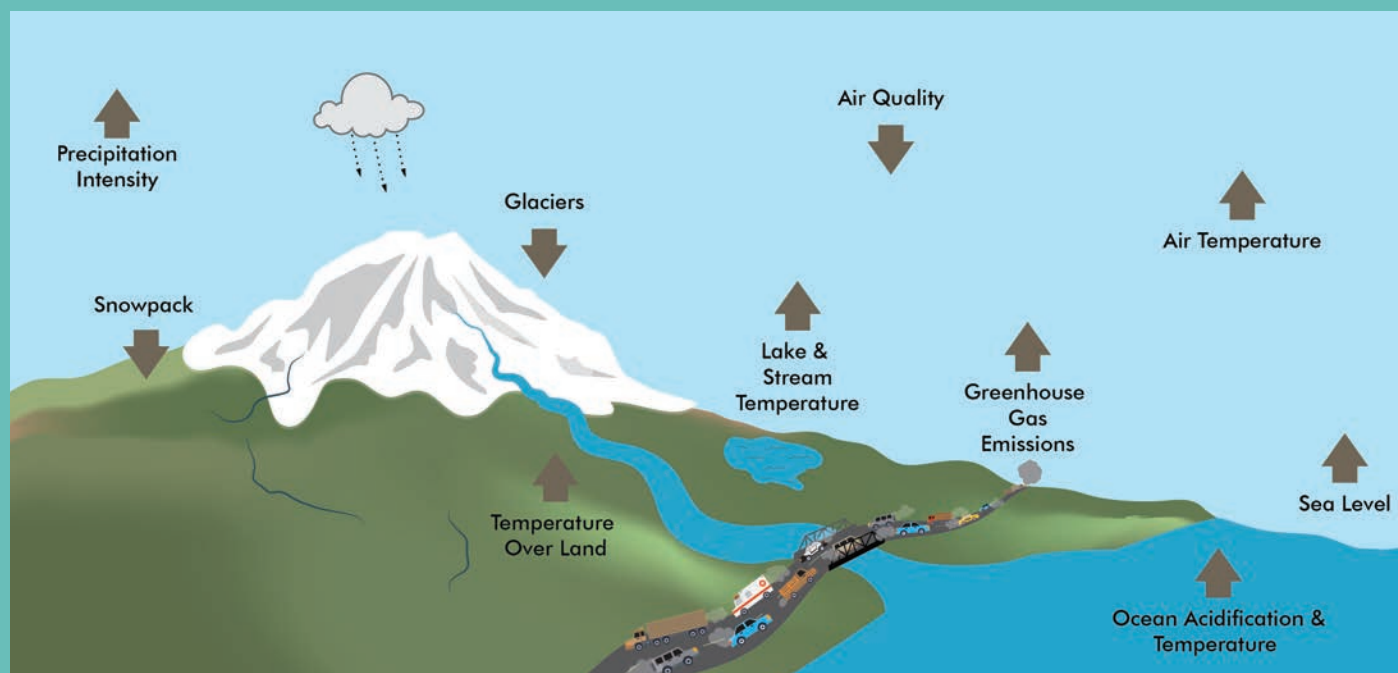 Precipitation
Intensity
Air Quality
Glaciers
Air Temperature
Snowpack
Lake &
Stream
Temperature
Greenhouse
Gas
Emissions
Sea Level
Temperature
Over Land
Ocean Acidification &
Temperature